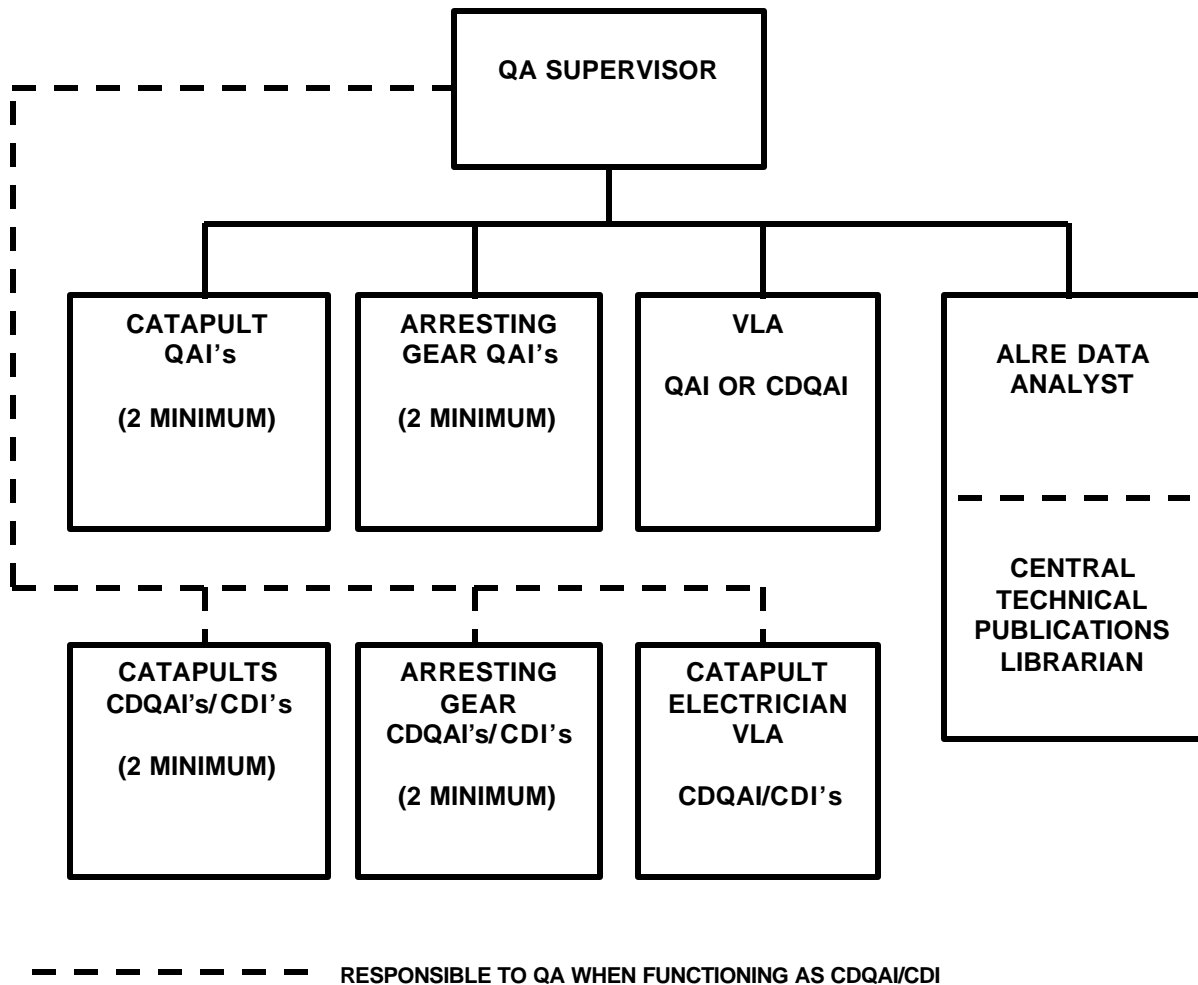 QA SUPERVISOR
CATAPULT
QAI's
(2 MINIMUM)
ARRESTING
GEAR QAI's
(2 MINIMUM)
VLA
QAI OR CDQAI
ALRE DATA
ANALYST
CENTRAL
TECHNICAL
PUBLICATIONS
LIBRARIAN
CATAPULTS
CDQAI's/CDI's
(2 MINIMUM)
ARRESTING
GEAR
CDQAI's/CDI's
(2 MINIMUM)
CATAPULT
ELECTRICIAN
VLA
CDQAI/CDI's
RESPONSIBLE TO QA WHEN FUNCTIONING AS CDQAI/CDI